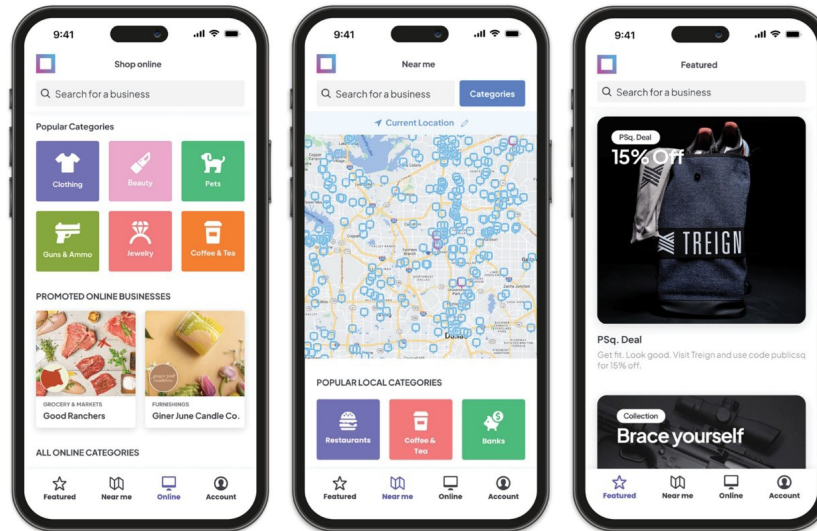 9:41
Shop online
Search for a business
Popular Categories
Clothing
Beauty
Pets
Guns & Ammo
Jewelry
Coffee & Tea
PROMOTED ONLINE BUSINESSES
GROCERY & MARKETS
Good Ranchers
FURNISHINGS
Giner June Candle Co.
ALL ONLINE CATEGORIES
Featured
Near me
Online
Account
9:41
Near me
Search for a business
Categories
Current Location
POPULAR LOCAL CATEGORIES
Restaurants
Coffee &
Tea
Banks
Featured
Near me
Online
Account
9:41
Featured
Search for a business
PSq. Deal
15% Off
TREIGN
PSq. Deal
Get fit. Look good. Visit Treign and use code publicsq
for 15% off.
Collection
Brace yourself
Featured
Near me
Online
Account